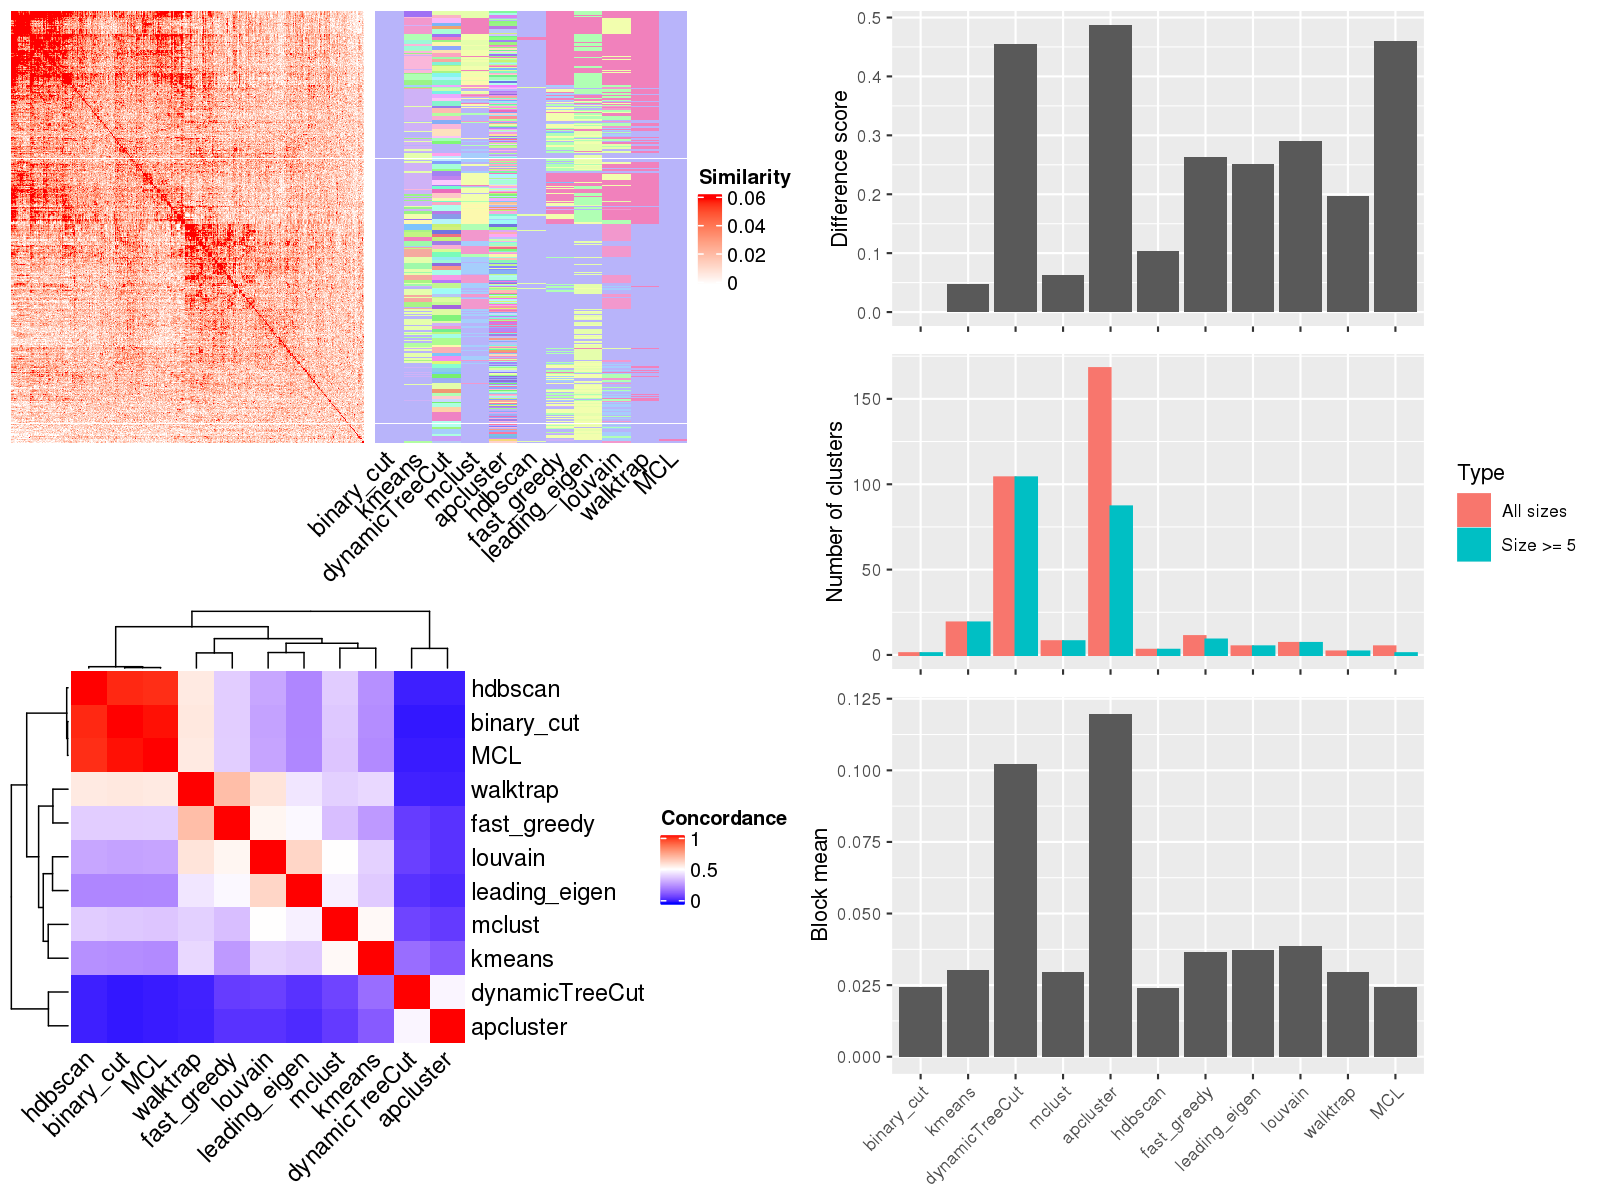 Similarity
0.06
0.04
0.02
0
binary_cut
kmeans
dynamicTreeCut
mclust
apcluster
hdbscan
fast_greedy
leading_eigen
louvain
walktrap
MCL
hdbscan
binary_cut
MCL
walktrap
fast_greedy
louvain
leading_eigen
mclust
kmeans
dynamicTreeCut
apcluster
Concordance
1
0.5
0
hdbscan
binary_cut
MCL
walktrap
fast_greedy
louvain
leading_eigen
mclust
kmeans
dynamicTreeCut
apcluster
Difference score
0.5
0.4
0.3
0.2
0.1
0.0
Number of clusters
150
100
50
0
Type
All sizes
Size >= 5
Block mean
0.125
0.100
0.075
0.050
0.025
0.000
binary_cut
kmeans
dynamicTreeCut
mclust
apcluster
hdbscan
fast_greedy
leading_eigen
louvain
walktrap
MCL